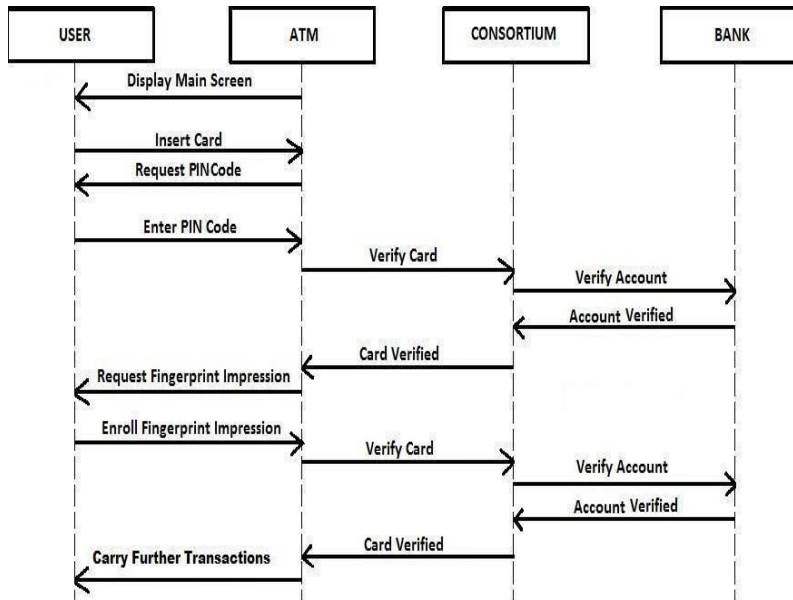 USER
ATM
CONSORTIUM
BANK
Display Main Screen
Insert Card
Request PINCode
Enter PIN Code
Verify Card
Verify Account
Account Verified
Card Verified
Request Fingerprint Impression
Enroll Fingerprint Impression
Verify Card
Verify Account
Account Verified
Card Verified
Carry Further Transactions